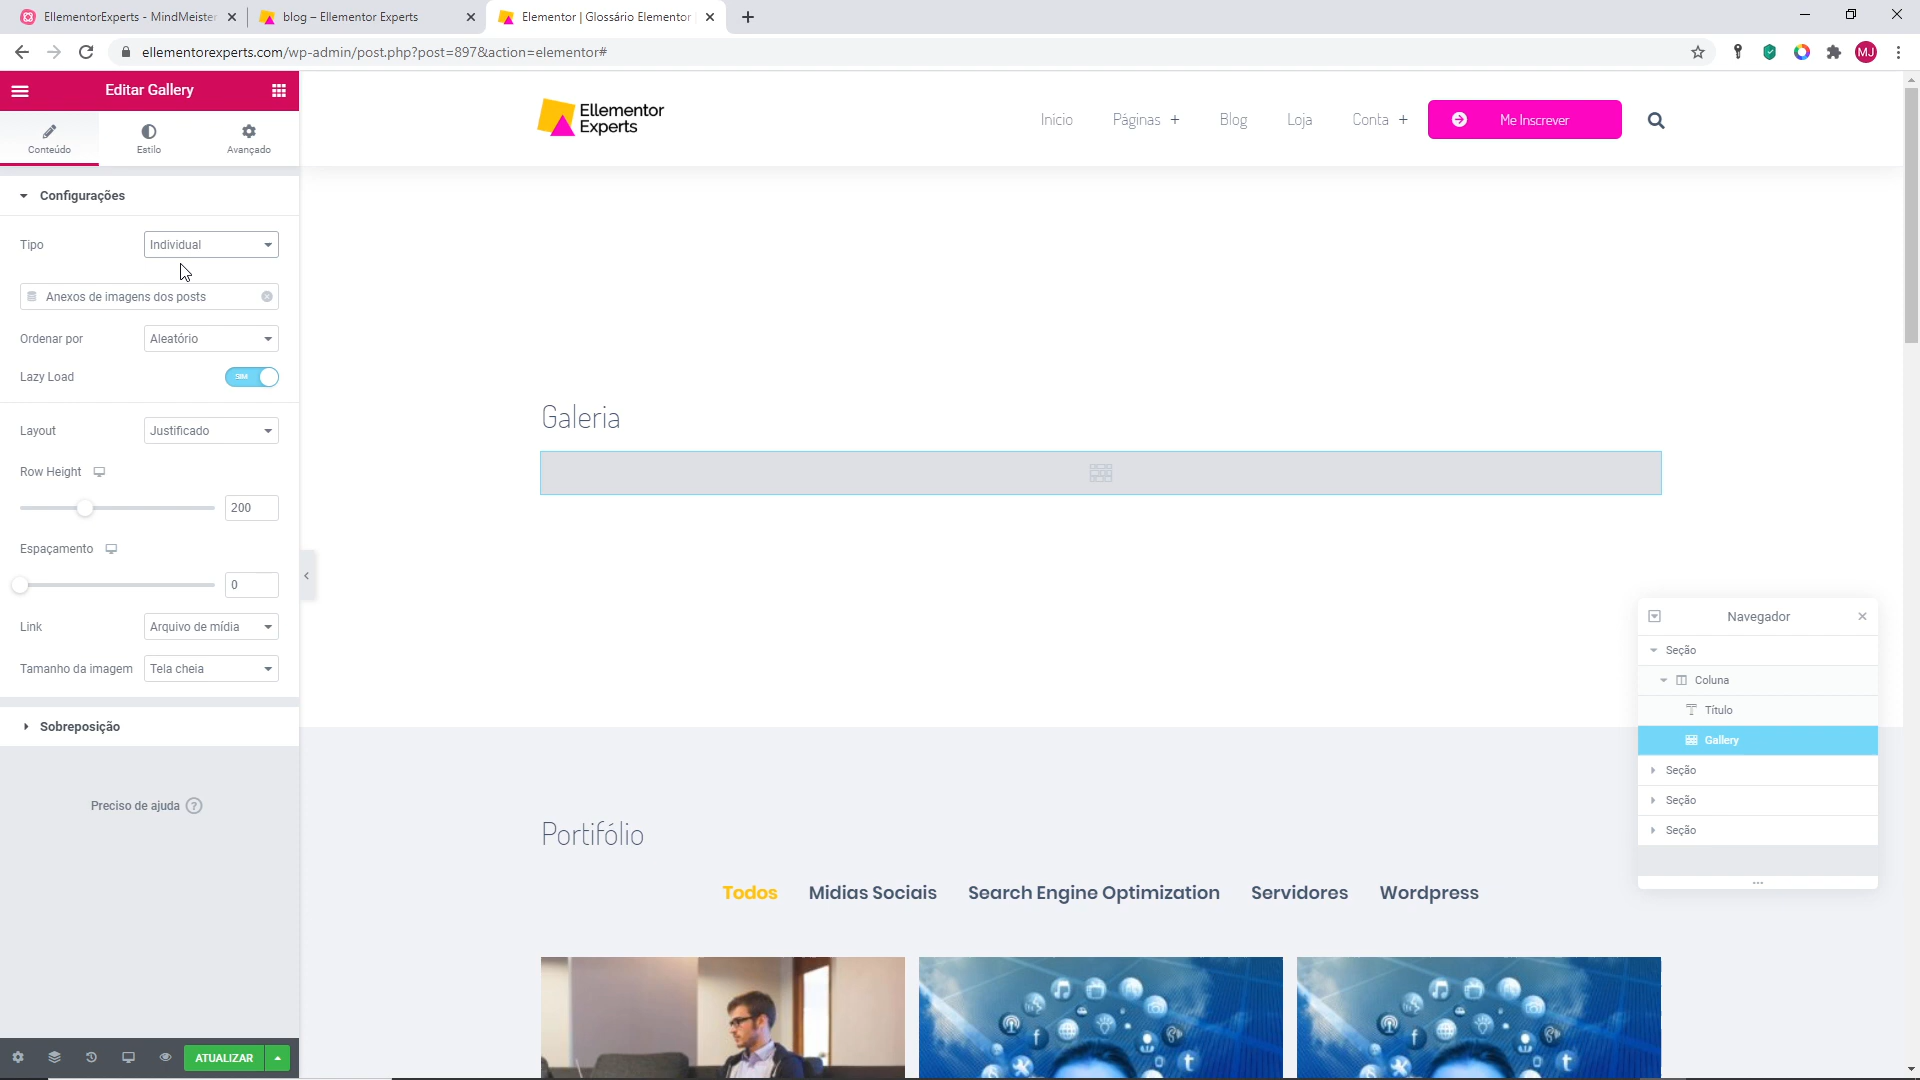 EllementorExperts - MindMeister
blog – Ellementor Experts
Elementor | Glossário Elementor
ellementorexperts.com/wp-admin/post.php?post=897&action=elementor#
MJ
Editar Gallery
Conteúdo
Estilo
Avançado
Configurações
Tipo
Individual
Anexos de imagens dos posts
Ordenar por
Aleatório
Lazy Load
SIM
Layout
Justificado
Row Height
200
Espaçamento
0
Link
Arquivo de mídia
Tamanho da imagem
Tela cheia
Sobreposição
Preciso de ajuda ?
ATUALIZAR
Ellementor
Experts
Início
Páginas +
Blog
Loja
Conta +
Me Inscrever
Galeria
Portifólio
Todos
Midias Sociais
Search Engine Optimization
Servidores
Wordpress
Navegador
Seção
Coluna
Título
Gallery
Seção
Seção
Seção